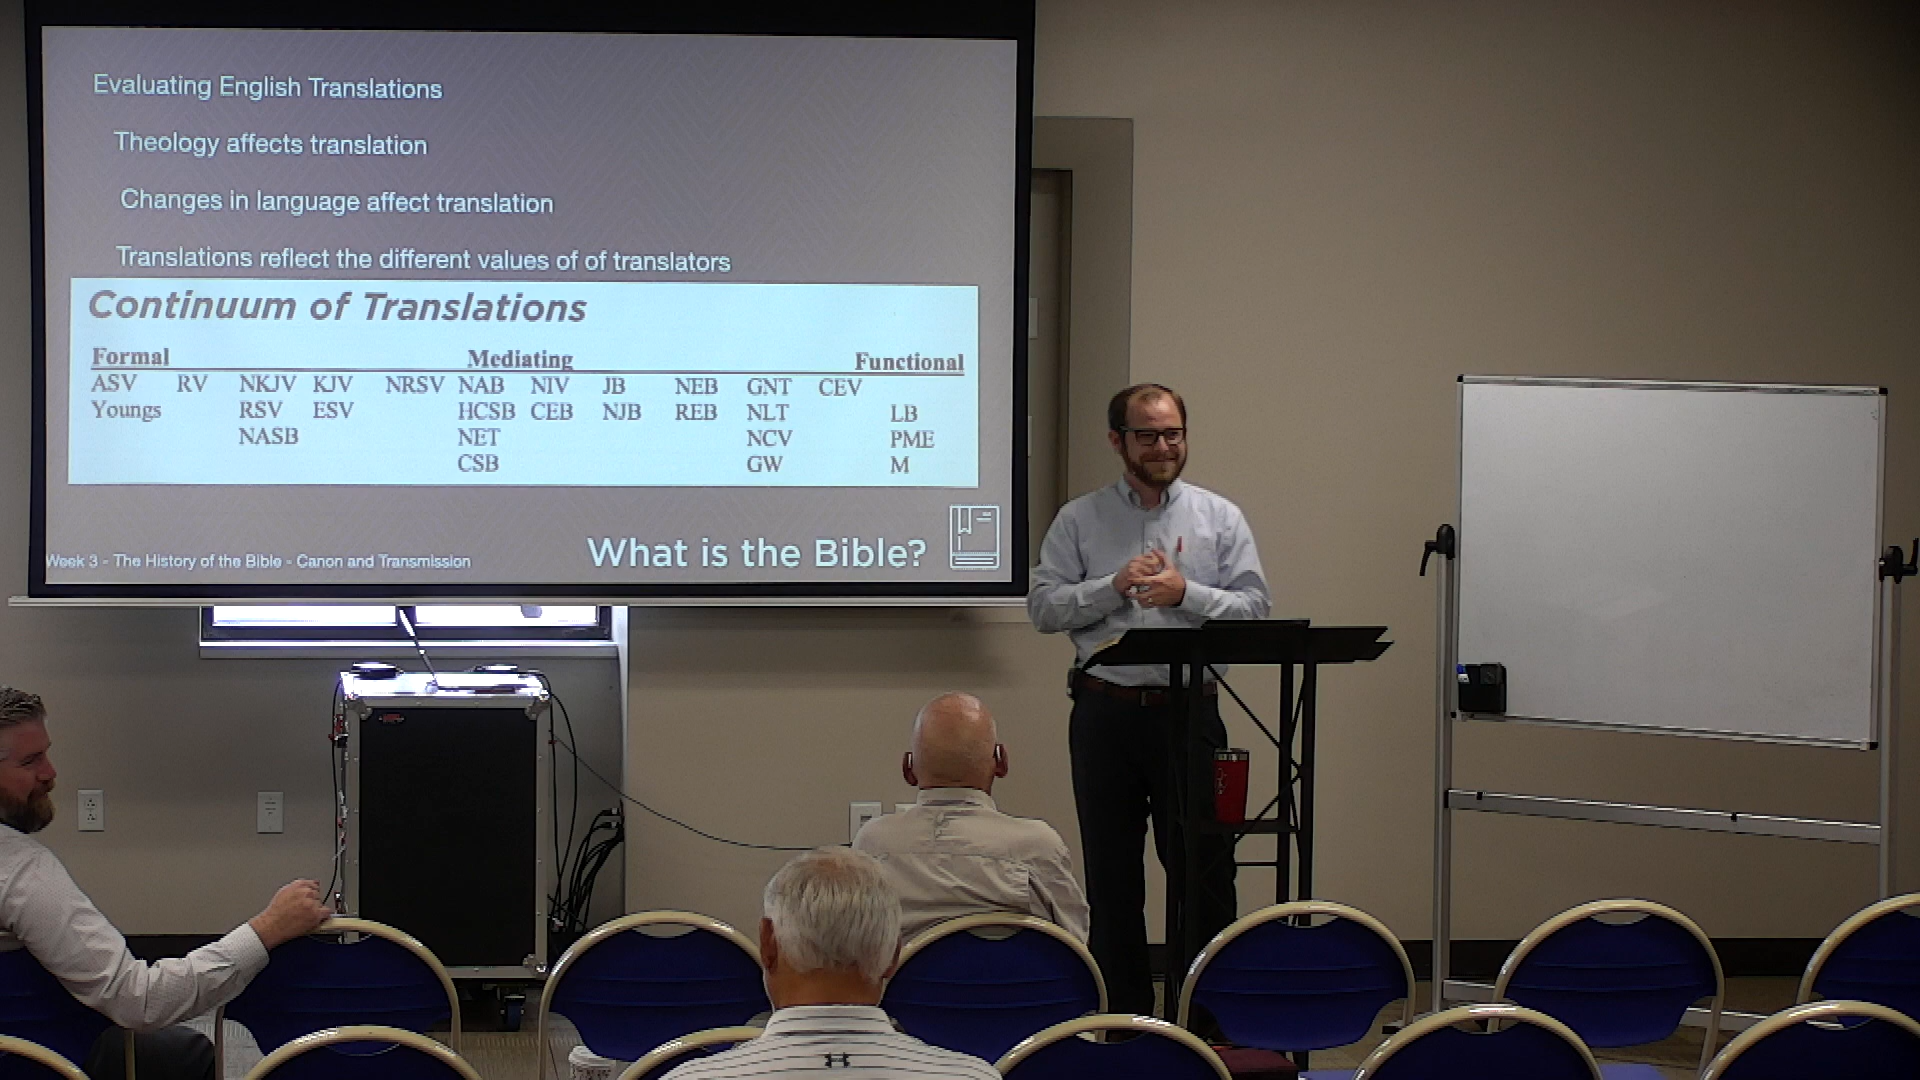 Evaluating English Translations
Theology affects translation
Changes in language affect translation
Translations reflect the different values of of translators
Continuum of Translations
Formal Mediating Functional
ASV RV NKJV KJV NRSV NAB NIV JB NEB GNT CEV
Youngs RSV ESV HCSB CEB NJB REB NLT LB
NASB NET NCV PME
CSB GW M
What is the Bible?
Week 3 - The History of the Bible - Canon and Transmission